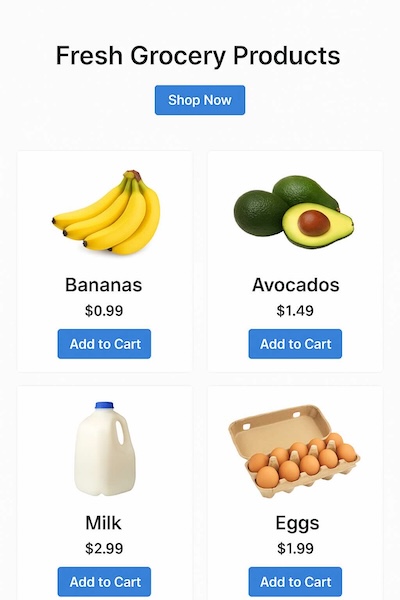 Fresh Grocery Products
Shop Now
Bananas
$0.99
Add to Cart
Avocados
$1.49
Add to Cart
Milk
$2.99
Add to Cart
Eggs
$1.99
Add to Cart